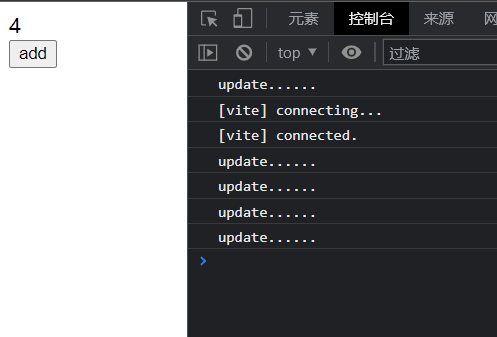 4
add
元素 控制台 来源
top 过滤
update......
[vite] connecting...
[vite] connected.
update......
update......
update......
update......